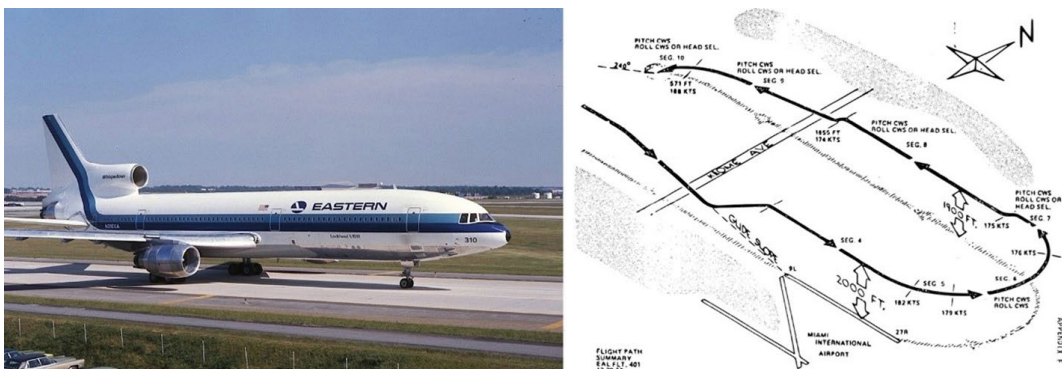 EASTERN
310
N
PITCH CWS
ROLL CWS OR HEAD SEL.
SEG. 10
240°
571 FT
188 KTS
PITCH CWS
ROLL CWS OR HEAD SEL.
SEG. 9
1855 FT
174 KTS
PITCH CWS
ROLL CWS OR HEAD SEL.
SEG. 8
KROME AVE
1900 FT.
PITCH CWS
ROLL CWS OR
HEAD SEL.
SEG. 7
175 KTS
176 KTS
SEG. 6
PITCH CWS
ROLL CWS
SEG. 4
SEG. 5
182 KTS
179 KTS
2000 FT.
GLIDE SLOPE
9L
27R
MIAMI
INTERNATIONAL
AIRPORT
FLIGHT PATH
SUMMARY
EAL FLT. 401